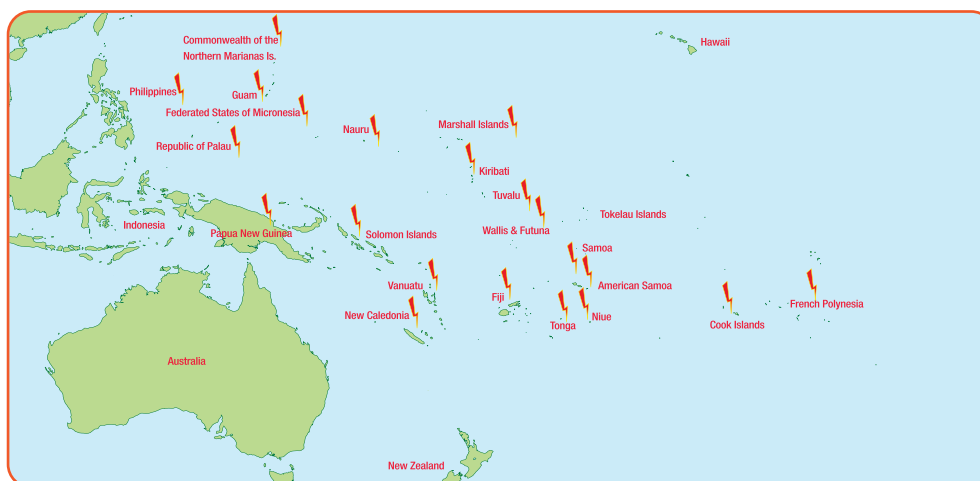 Commonwealth of the
Northern Marianas Is.
Hawaii
Philippines
Guam
Federated States of Micronesia
Nauru
Marshall Islands
Republic of Palau
Kiribati
Tuvalu
Tokelau Islands
Indonesia
Papua New Guinea
Solomon Islands
Wallis & Futuna
Samoa
Vanuatu
American Samoa
Fiji
French Polynesia
New Caledonia
Niue
Tonga
Cook Islands
Australia
New Zealand